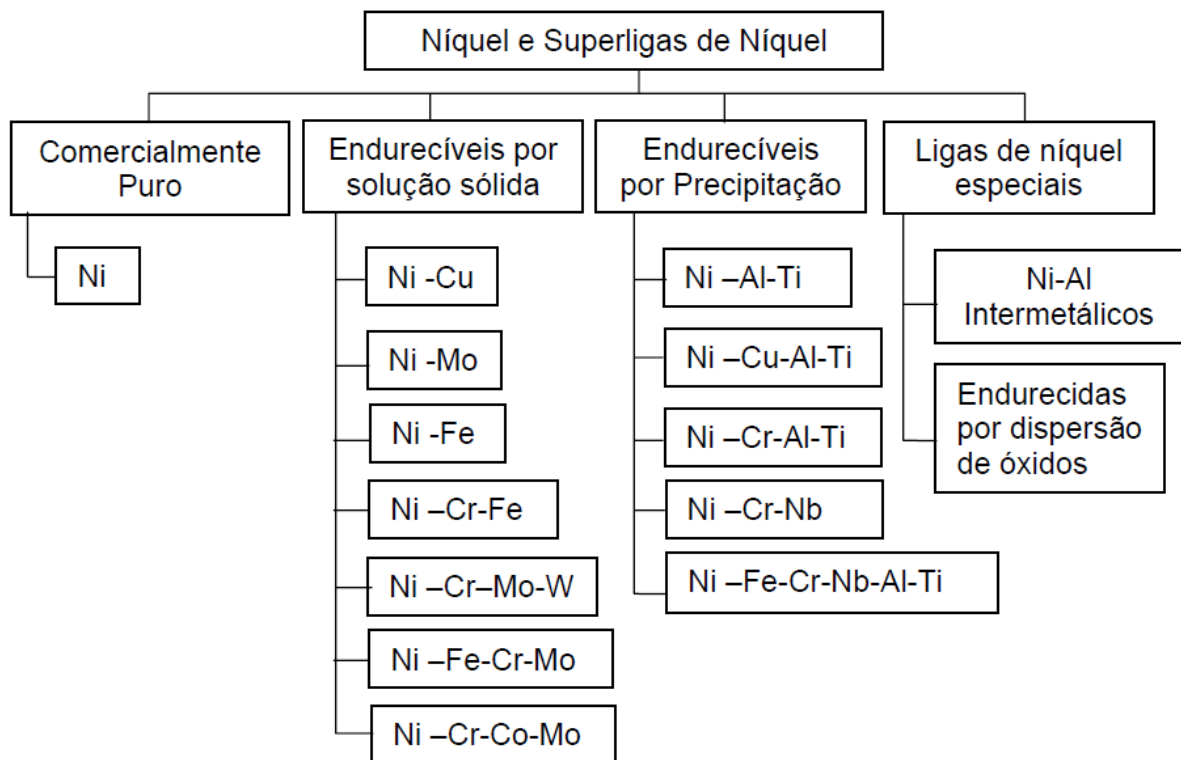 Níquel e Superligas de Níquel
Comercialmente
Puro
Ni
Endurecíveis por
solução sólida
Ni -Cu
Ni -Mo
Ni -Fe
Ni –Cr-Fe
Ni –Cr–Mo-W
Ni –Fe-Cr-Mo
Ni –Cr-Co-Mo
Endurecíveis
por Precipitação
Ni –Al-Ti
Ni –Cu-Al-Ti
Ni –Cr-Al-Ti
Ni –Cr-Nb
Ni –Fe-Cr-Nb-Al-Ti
Ligas de níquel
especiais
Ni-Al
Intermetálicos
Endurecidas
por dispersão
de óxidos